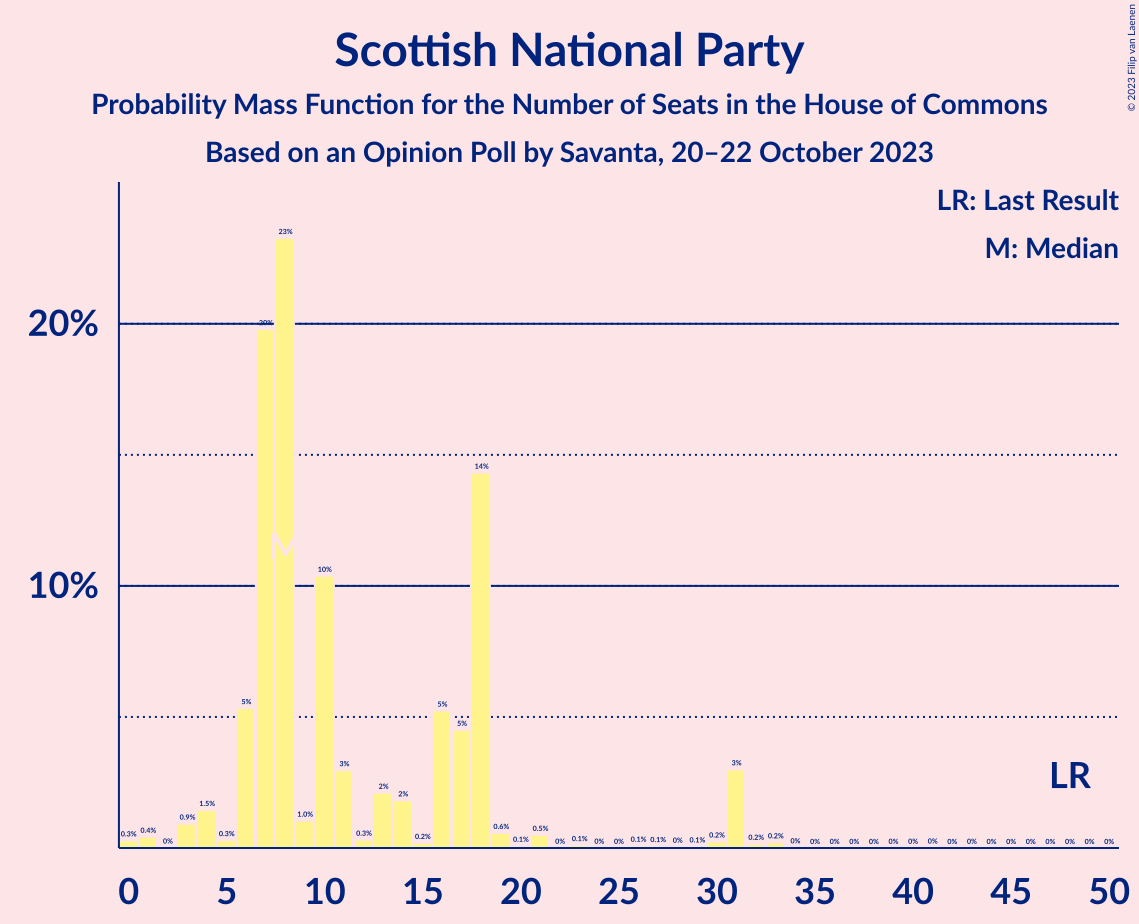 Scottish National Party
Probability Mass Function for the Number of Seats in the House of Commons
Based on an Opinion Poll by Savanta, 20–22 October 2023
© 2023 Filip van Laenen
LR: Last Result
M: Median
20%
10%
0.3% 0.4% 0% 0.9% 1.5% 0.3% 5% 20% 23% 1.0% 10% 3% 0.3% 2% 2% 0.2% 5% 5% 14% 0.6% 0.1% 0.5% 0% 0.1% 0% 0% 0.1% 0.1% 0% 0.1% 0.2% 3% 0.2% 0.2% 0% 0% 0% 0% 0% 0% 0% 0% 0% 0% 0% 0% 0% 0% 0% 0% 0%
M
LR
0 5 10 15 20 25 30 35 40 45 50